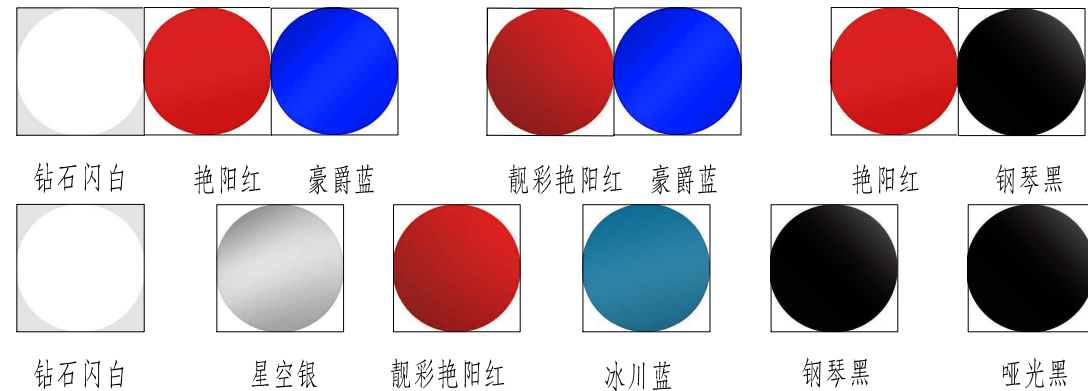 钻石闪白 艳阳红 豪爵蓝 靓彩艳阳红 豪爵蓝 艳阳红 钢琴黑
钻石闪白 星空银 靓彩艳阳红 冰川蓝 钢琴黑 哑光黑